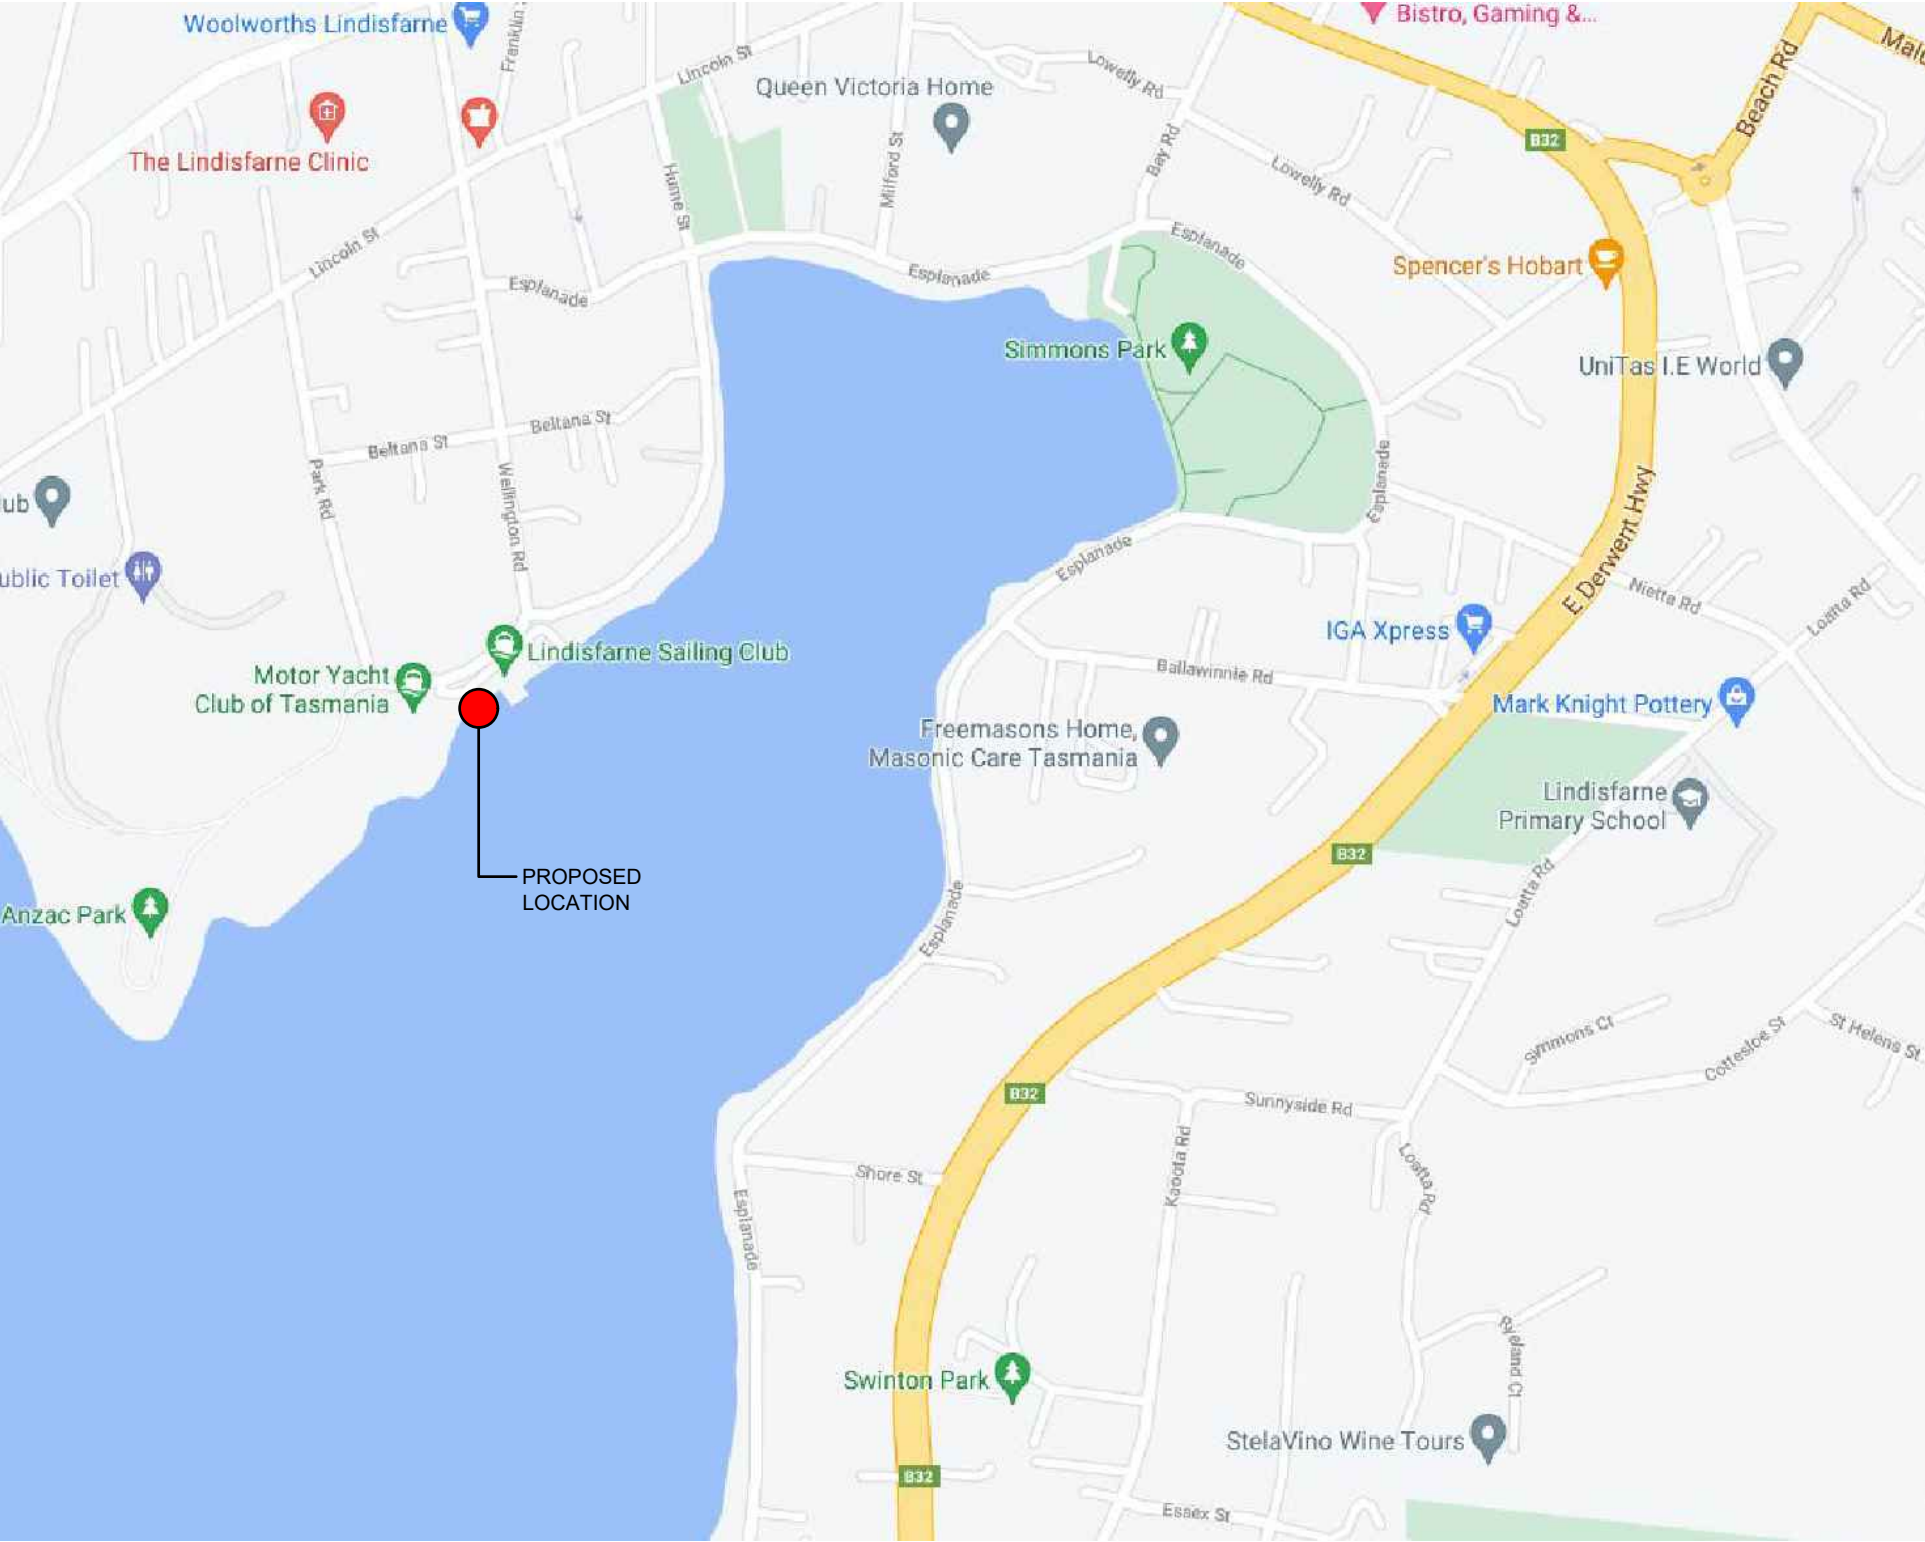 Woolworths Lindisfarne
Bistro, Gaming &...
Lincoln St
Lowelly Rd
Beach Rd
Queen Victoria Home
B32
The Lindisfarne Clinic
Hume St
Milford St
Bay Rd
Lowelly Rd
Lincoln St
Esplanade
Esplanade
Esplanade
Spencer's Hobart
Simmons Park
UniTas I.E World
Beltana St
Beltana St
Park Rd
Wellington Rd
Esplanade
E Derwent Hwy
Esplanade
ub
ublic Toilet
Niette Rd
Loatta Rd
IGA Xpress
Lindisfarne Sailing Club
Motor Yacht
Club of Tasmania
Ballawinnie Rd
Mark Knight Pottery
Freemasons Home,
Masonic Care Tasmania
Lindisfarne
Primary School
B32
PROPOSED
LOCATION
Anzac Park
Esplanade
Loatta Rd
Simmons Ct
Cottesloe St
St Helens St
B32
Sunnyside Rd
Kaoota Rd
Loatta Rd
Shore St
Esplanade
Ryeland Ct
Swinton Park
StelaVino Wine Tours
B32
Essex St